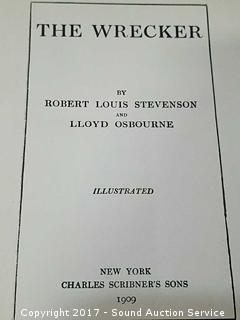 THE WRECKER
BY
ROBERT LOUIS STEVENSON
AND
LLOYD OSBOURNE
ILLUSTRATED
NEW YORK
CHARLES SCRIBNER'S SONS
1909
Copyright 2017 - Sound Auction Service